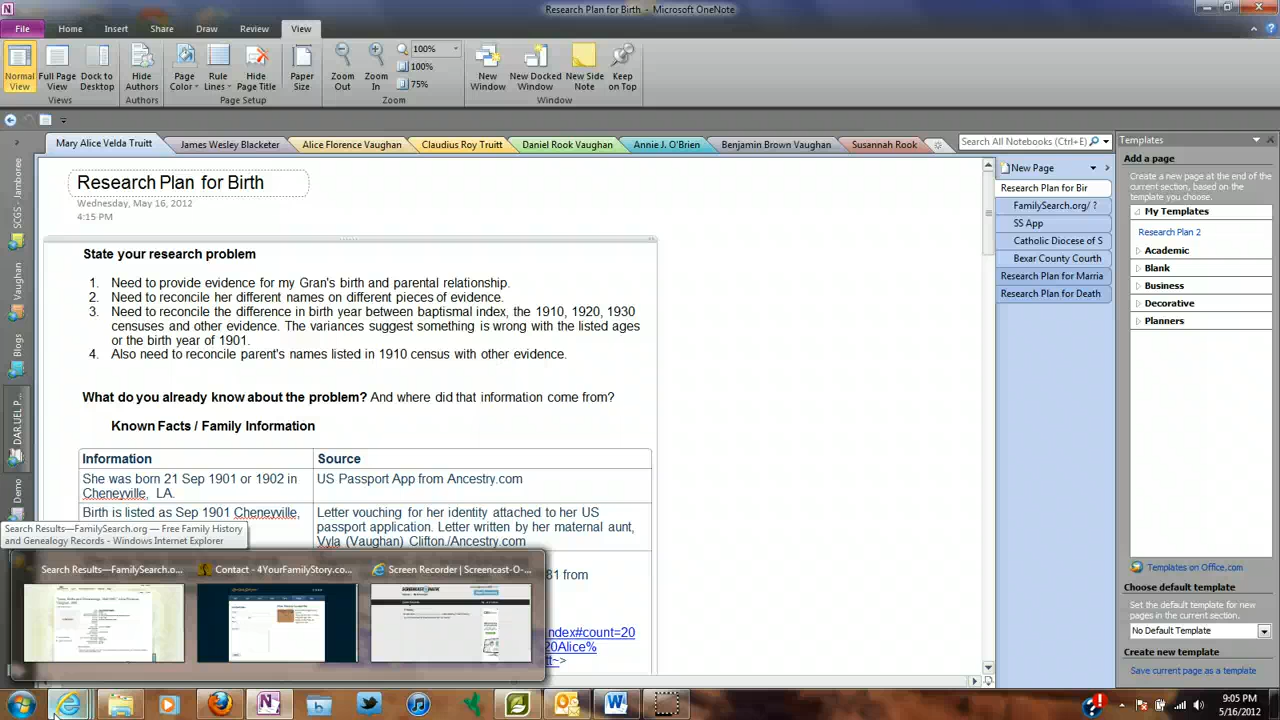 Research Plan for Birth - Microsoft OneNote
File Home Insert Share Draw Review View
Normal View
Full Page View
Dock to Desktop
Hide Authors
Page Color
Rule Lines
Hide Page Title
Paper Size
Zoom Out
Zoom In
100%
100%
75%
New Window
New Docked Window
New Side Note
Keep on Top
Views Authors Page Setup Zoom Window
Mary Alice Velda Truitt James Wesley Blacketer Alice Florence Vaughan Claudius Roy Truitt Daniel Rook Vaughan Annie J. O'Brien Benjamin Brown Vaughan Susannah Rook
Search All Notebooks (Ctrl+E)
SCGS - Jamboree
Vaughan
Blogs
DAR.UEL P...
Demo
Research Plan for Birth
Wednesday, May 16, 2012
4:15 PM
State your research problem
1. Need to provide evidence for my Gran's birth and parental relationship.
2. Need to reconcile her different names on different pieces of evidence.
3. Need to reconcile the difference in birth year between baptismal index, the 1910, 1920, 1930
censuses and other evidence. The variances suggest something is wrong with the listed ages
or the birth year of 1901.
4. Also need to reconcile parent's names listed in 1910 census with other evidence.
What do you already know about the problem? And where did that information come from?
Known Facts / Family Information
Information Source
She was born 21 Sep 1901 or 1902 in
Cheneyville, LA.
US Passport App from Ancestry.com
Birth is listed as Sep 1901 Cheneyville,
Letter vouching for her identity attached to her US
passport application. Letter written by her maternal aunt,
Vyla (Vaughan) Clifton./Ancestry.com
81 from
ndex#count=20
20Alice%
tt~>
New Page
Research Plan for Bir
FamilySearch.org/ ?
SS App
Catholic Diocese of S
Bexar County Courth
Research Plan for Marria
Research Plan for Death
Templates
Add a page
Create a new page at the end of the
current section, based on the
template you choose.
My Templates
Research Plan 2
Academic
Blank
Business
Decorative
Planners
Templates on Office.com
Choose default template
Set the default template for new
pages in the current section.
No Default Template
Create new template
Save current page as a template
Search Results—FamilySearch.org — Free Family History
and Genealogy Records - Windows Internet Explorer
Search Results—FamilySearch.o...
Contact - 4YourFamilyStory.co...
Screen Recorder | Screencast-O-...
9:05 PM
5/16/2012